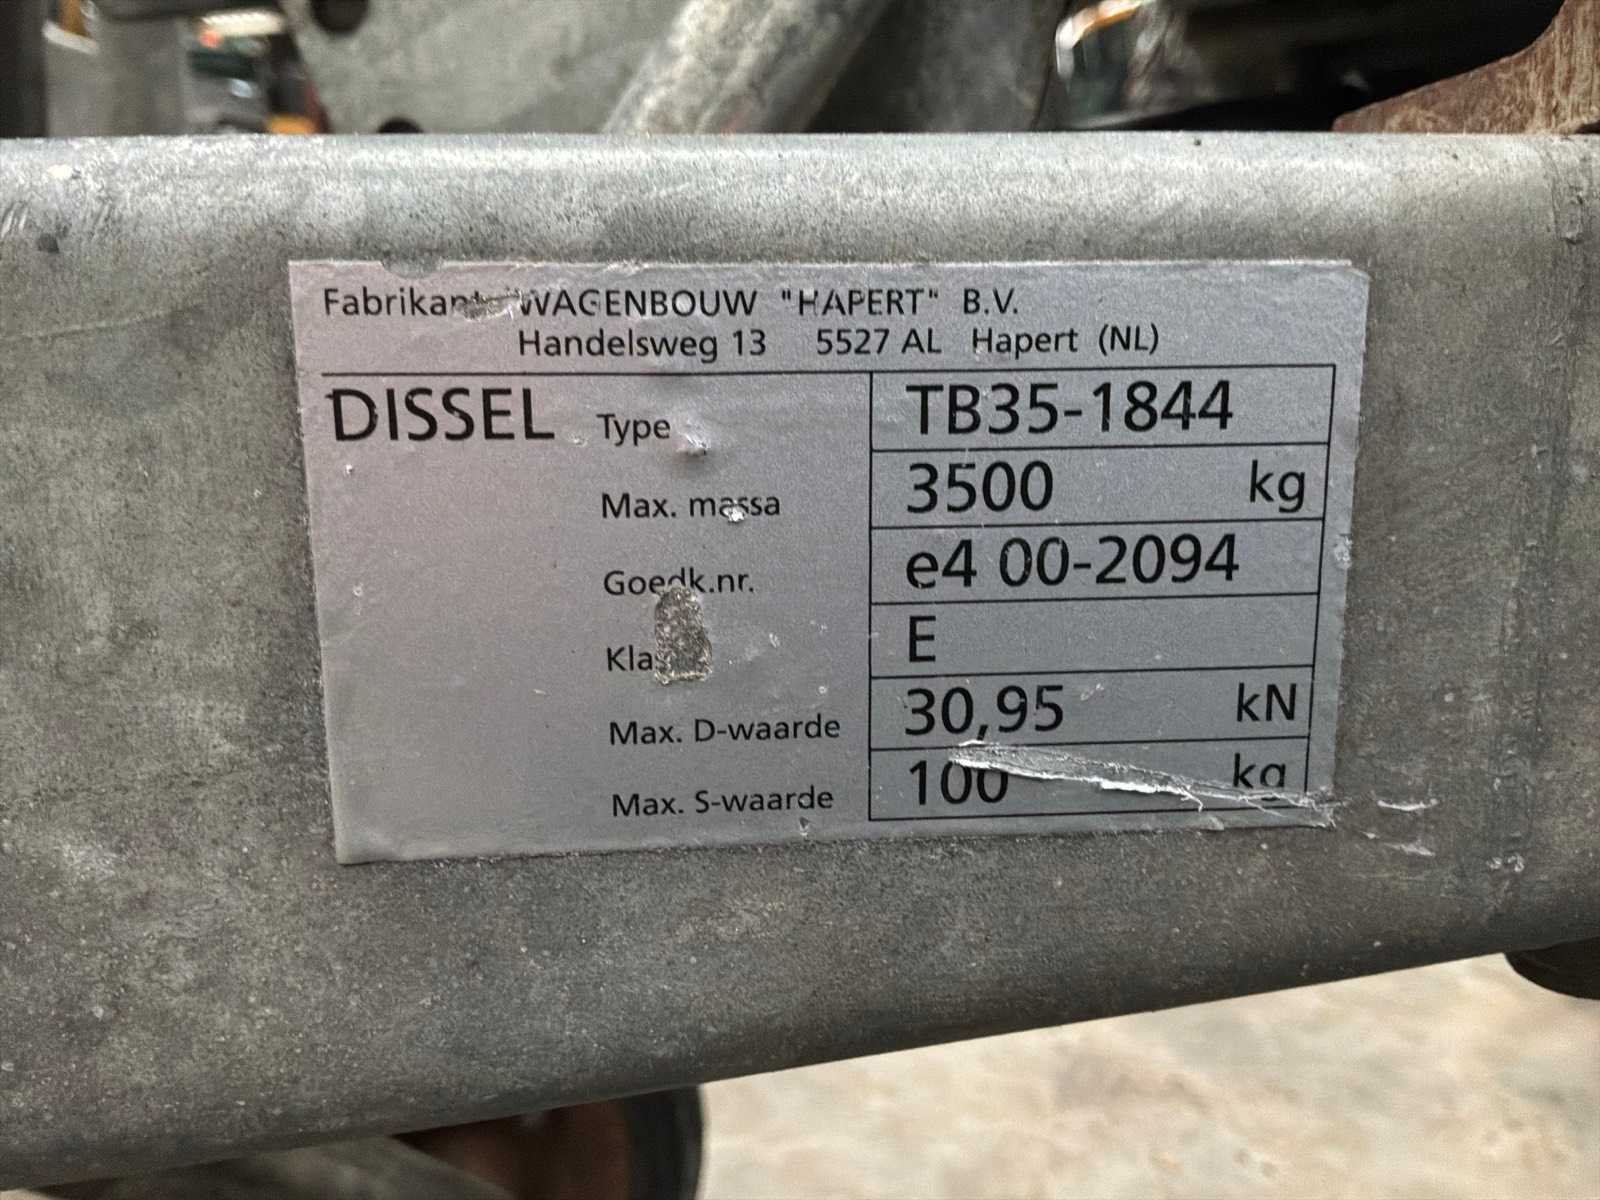 Fabrikant WAGENBOUW "HAPERT" B.V.
Handelsweg 13 5527 AL Hapert (NL)
DISSEL Type TB35-1844
Max. massa 3500 kg
Goedk.nr. e4 00-2094
E
Max. D-waarde 30,95 kN
Max. S-waarde 100 kg